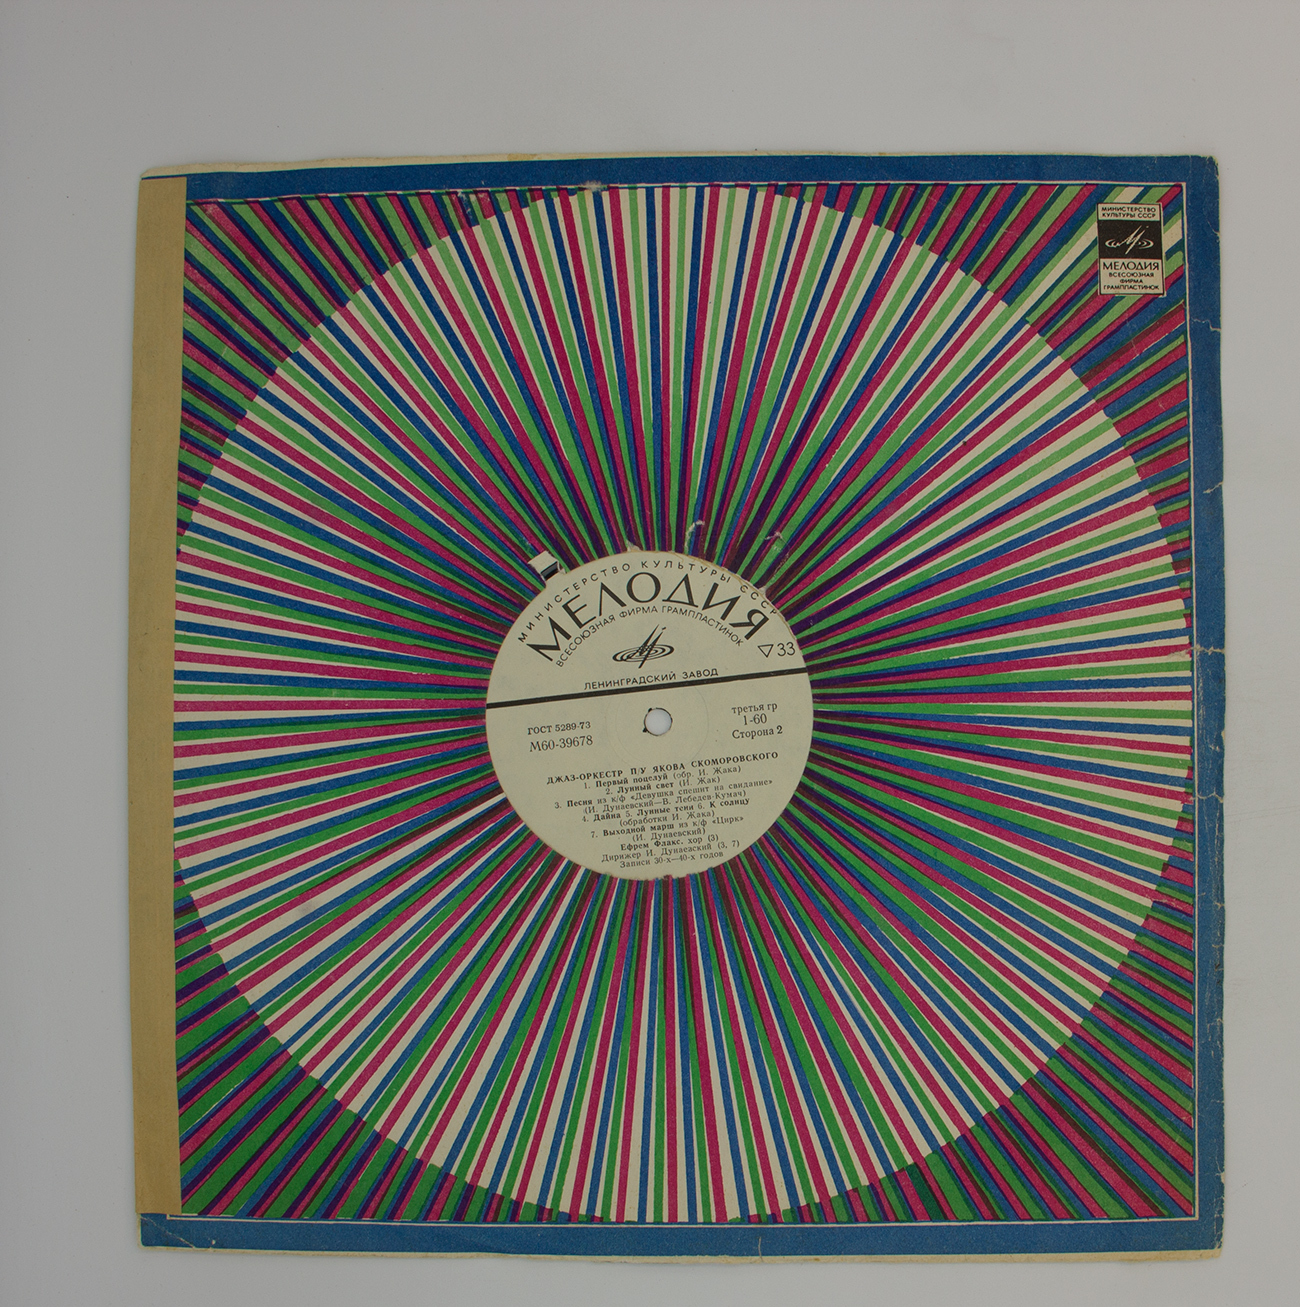 МИНИСТЕРСТВО
КУЛЬТУРЫ СССР
МЕЛОДИЯ
ВСЕСОЮЗНАЯ
ФИРМА
ГРАМПЛАСТИНОК
МИНИСТЕРСТВО КУЛЬТУРЫ СССР
МЕЛОДИЯ
ВСЕСОЮЗНАЯ ФИРМА ГРАМПЛАСТИНОК
33
ЛЕНИНГРАДСКИЙ ЗАВОД
ГОСТ 5289-73
М60-39678
третья гр
1-60
Сторона 2
ДЖАЗ-ОРКЕСТР П/У ЯКОВА СКОМОРОВСКОГО
1. Первый поцелуй (обр. И. Жака)
2. Лунный свет (И. Жак)
3. Песня из к/ф «Девушка спешит на свидание»
(И. Дунаевский—В. Лебедев-Кумач)
4. Дайна 5. Лунные тени 6. К солнцу
(обработки И. Жака)
7. Выходной марш из к/ф «Цирк»
(И. Дунаевский)
Ефрем Флакс, хор (3)
Дирижер И. Дунаевский (3, 7)
Записи 30-х—40-х годов